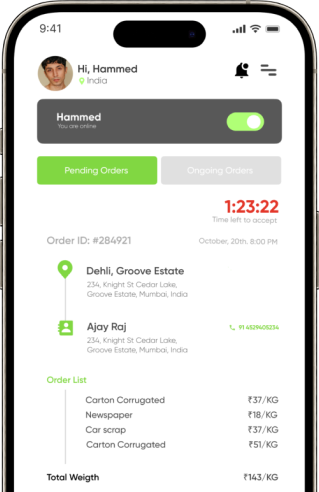 9:41
Hi, Hammed
India
Hammed
You are online
Pending Orders
Ongoing Orders
1:23:22
Time left to accept
Order ID: #284921
October, 20th. 8:00 PM
Dehli, Groove Estate
234, Knight St Cedar Lake,
Groove Estate, Mumbai, India
Ajay Raj
91 4529405234
234, Knight St Cedar Lake,
Groove Estate, Mumbai, India
Order List
Carton Corrugated ₹37/KG
Newspaper ₹18/KG
Car scrap ₹37/KG
Carton Corrugated ₹51/KG
Total Weigth ₹143/KG